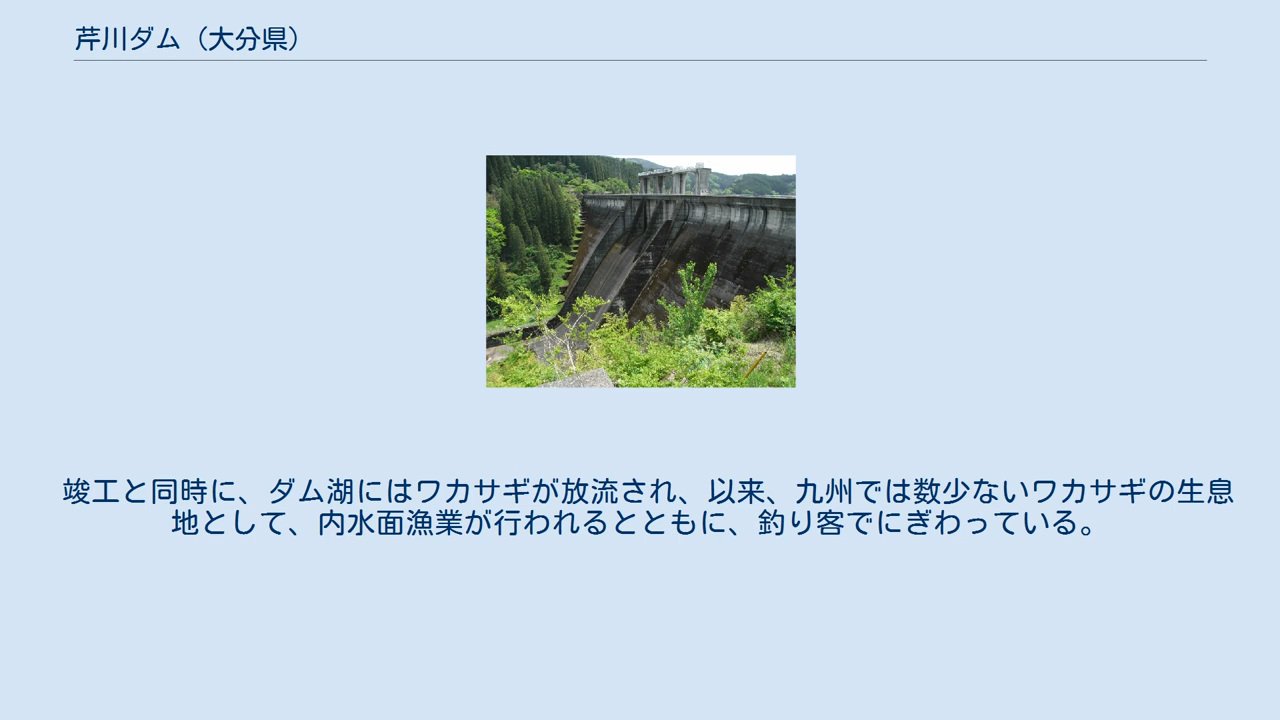 芹川ダム（大分県）
竣工と同時に、ダム湖にはワカサギが放流され、以来、九州では数少ないワカサギの生息
地として、内水面漁業が行われるとともに、釣り客でにぎわっている。